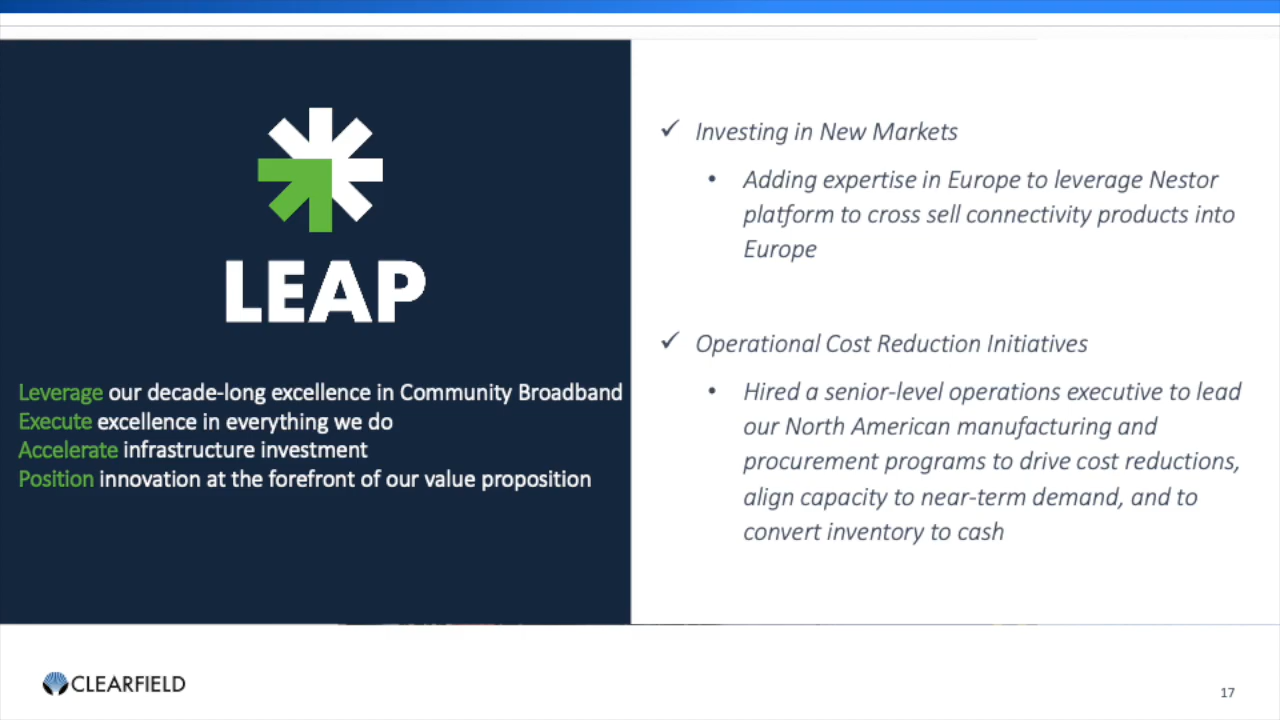 LEAP
Leverage our decade-long excellence in Community Broadband
Execute excellence in everything we do
Accelerate infrastructure investment
Position innovation at the forefront of our value proposition
✓ Investing in New Markets
• Adding expertise in Europe to leverage Nestor
platform to cross sell connectivity products into
Europe
✓ Operational Cost Reduction Initiatives
• Hired a senior-level operations executive to lead
our North American manufacturing and
procurement programs to drive cost reductions,
align capacity to near-term demand, and to
convert inventory to cash
CLEARFIELD
17